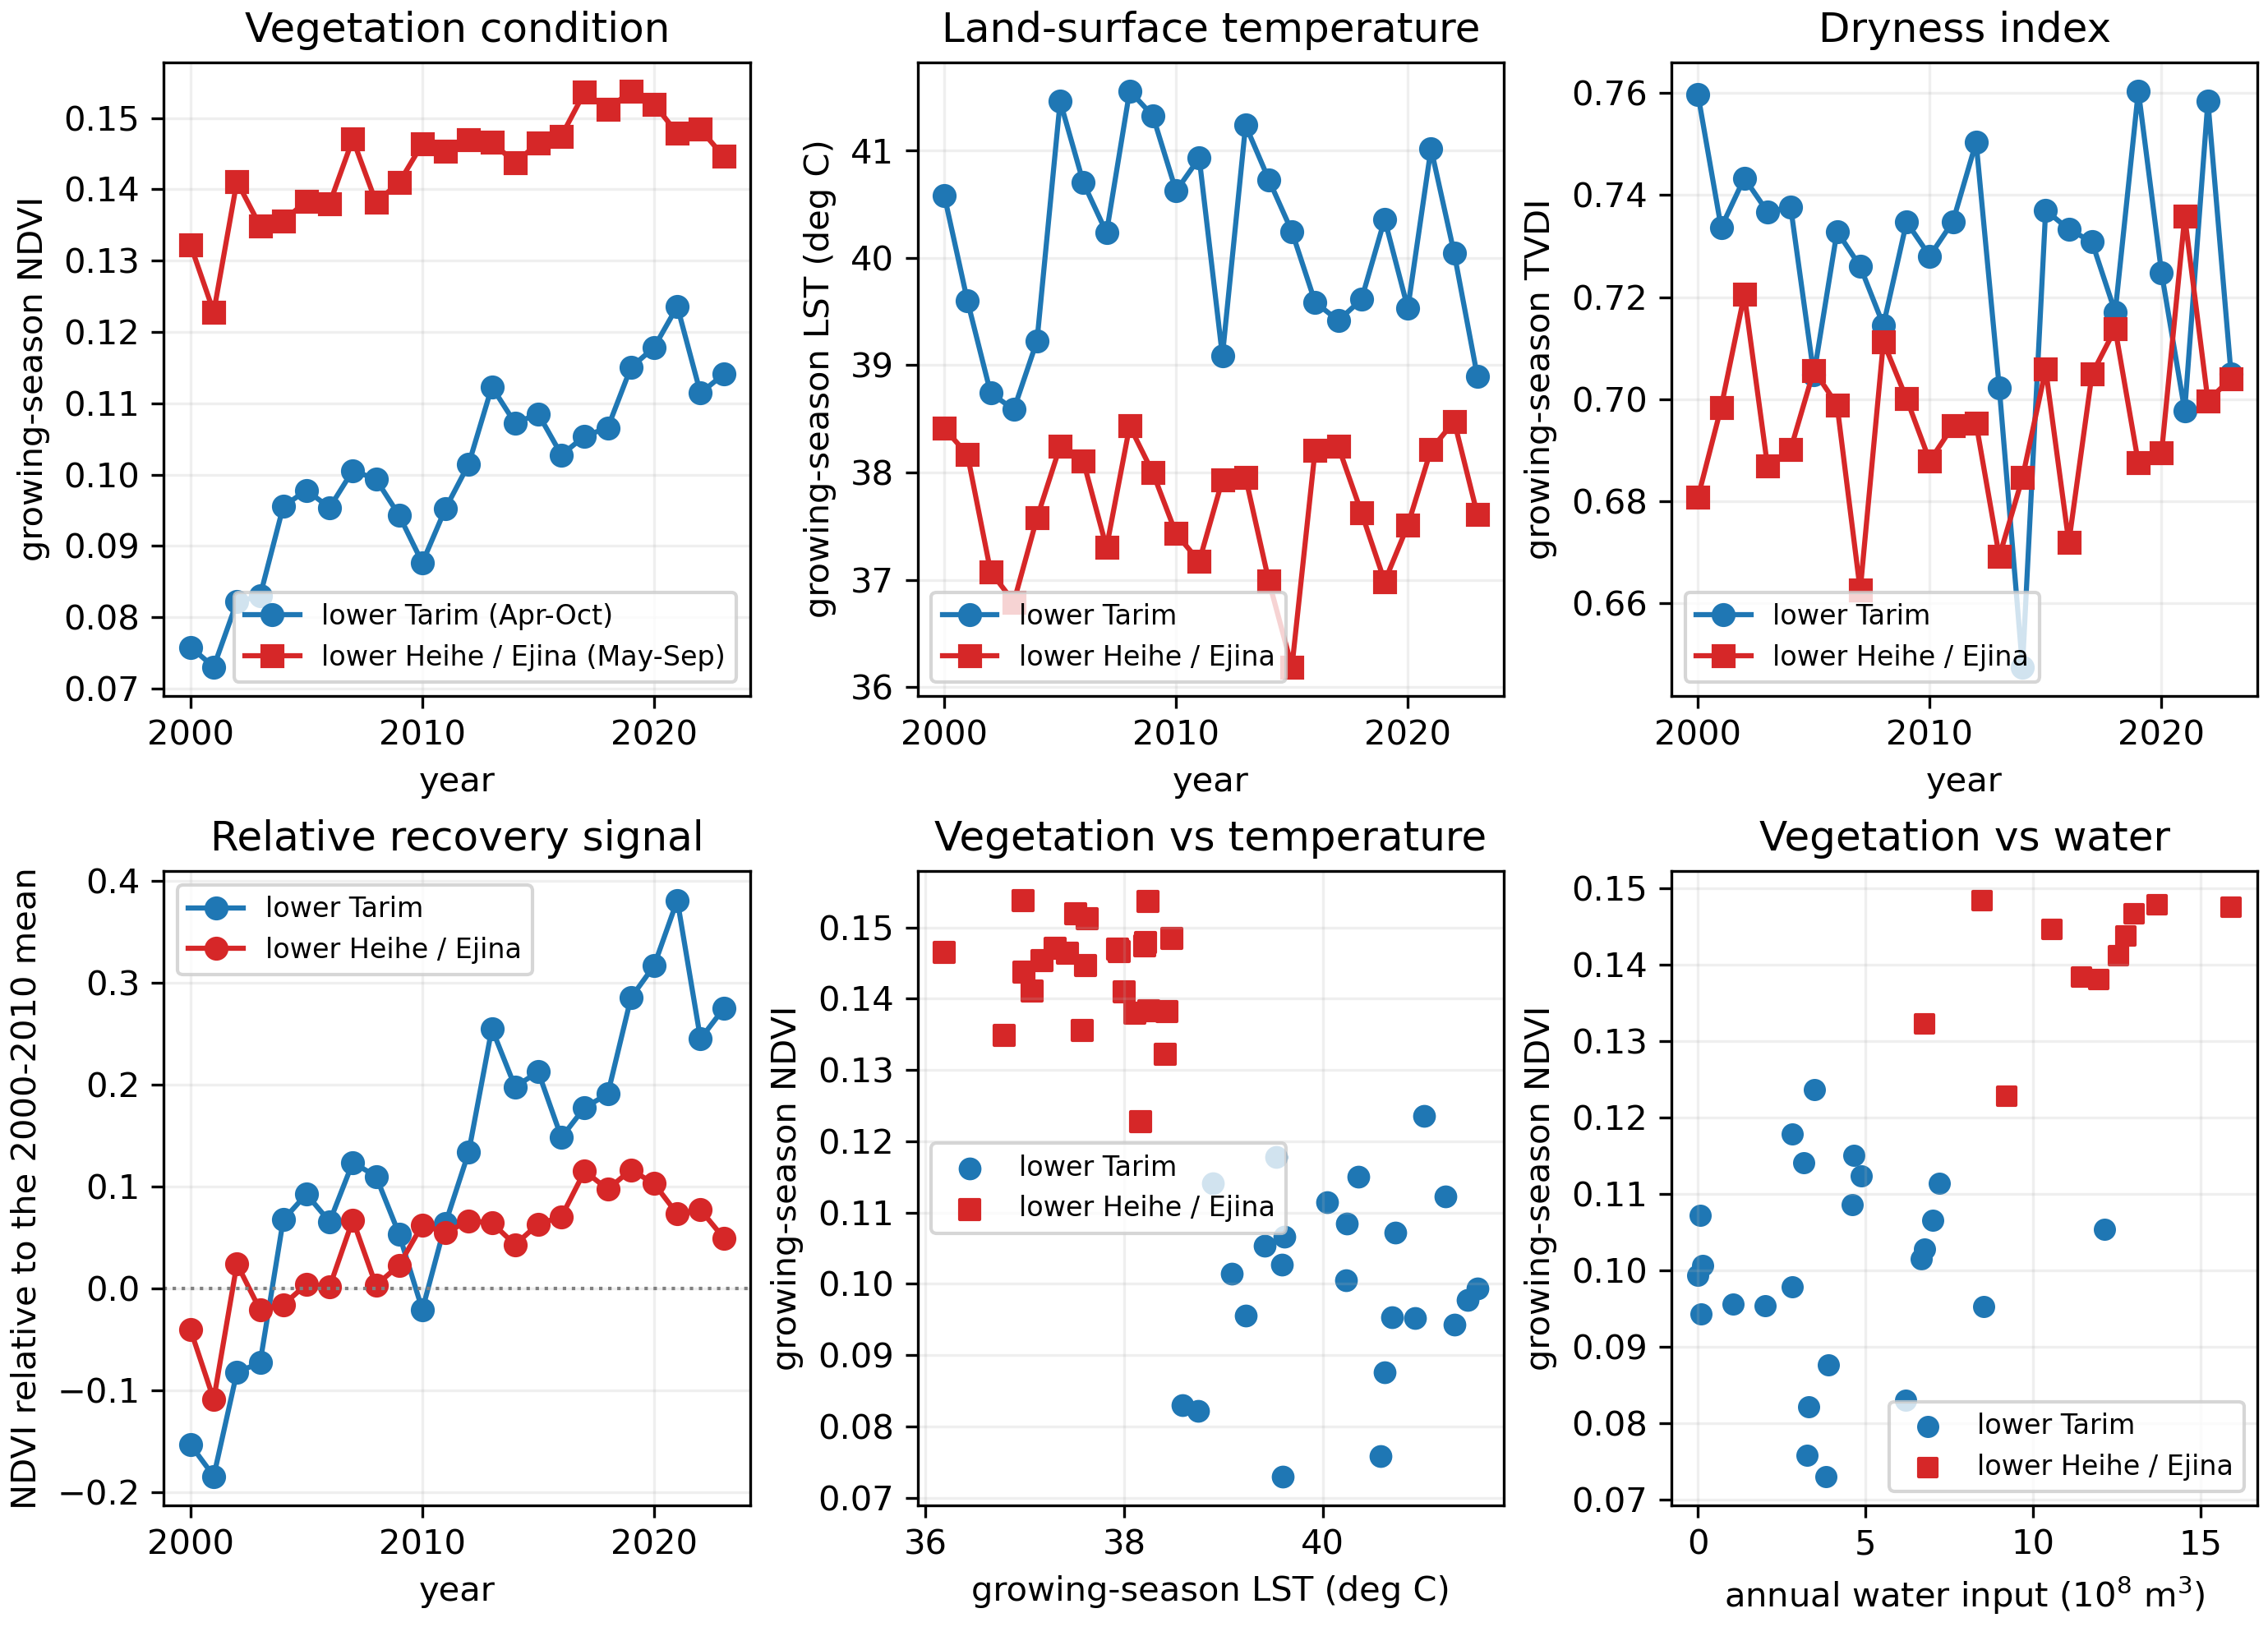 Vegetation condition
growing-season NDVI
0.15
0.14
0.13
0.12
0.11
0.10
0.09
0.08
0.07
lower Tarim (Apr-Oct)
lower Heihe / Ejina (May-Sep)
2000 2010 2020
year
Land-surface temperature
growing-season LST (deg C)
41
40
39
38
37
36
lower Tarim
lower Heihe / Ejina
2000 2010 2020
year
Dryness index
growing-season TVDI
0.76
0.74
0.72
0.70
0.68
0.66
lower Tarim
lower Heihe / Ejina
2000 2010 2020
year
Relative recovery signal
NDVI relative to the 2000-2010 mean
0.4
0.3
0.2
0.1
0.0
−0.1
−0.2
lower Tarim
lower Heihe / Ejina
2000 2010 2020
year
Vegetation vs temperature
growing-season NDVI
0.15
0.14
0.13
0.12
0.11
0.10
0.09
0.08
0.07
lower Tarim
lower Heihe / Ejina
36 38 40
growing-season LST (deg C)
Vegetation vs water
growing-season NDVI
0.15
0.14
0.13
0.12
0.11
0.10
0.09
0.08
0.07
lower Tarim
lower Heihe / Ejina
0 5 10 15
annual water input (10⁸ m³)